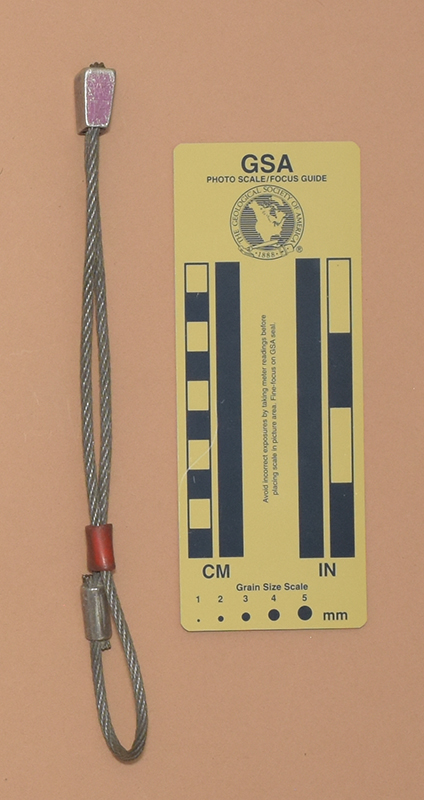 GSA
PHOTO SCALE/FOCUS GUIDE
THE GEOLOGICAL SOCIETY OF AMERICA
·1888·
®
Avoid incorrect exposures by taking meter readings before
placing scale in picture area. Fine-focus on GSA seal.
CM IN
Grain Size Scale
1 2 3 4 5
mm